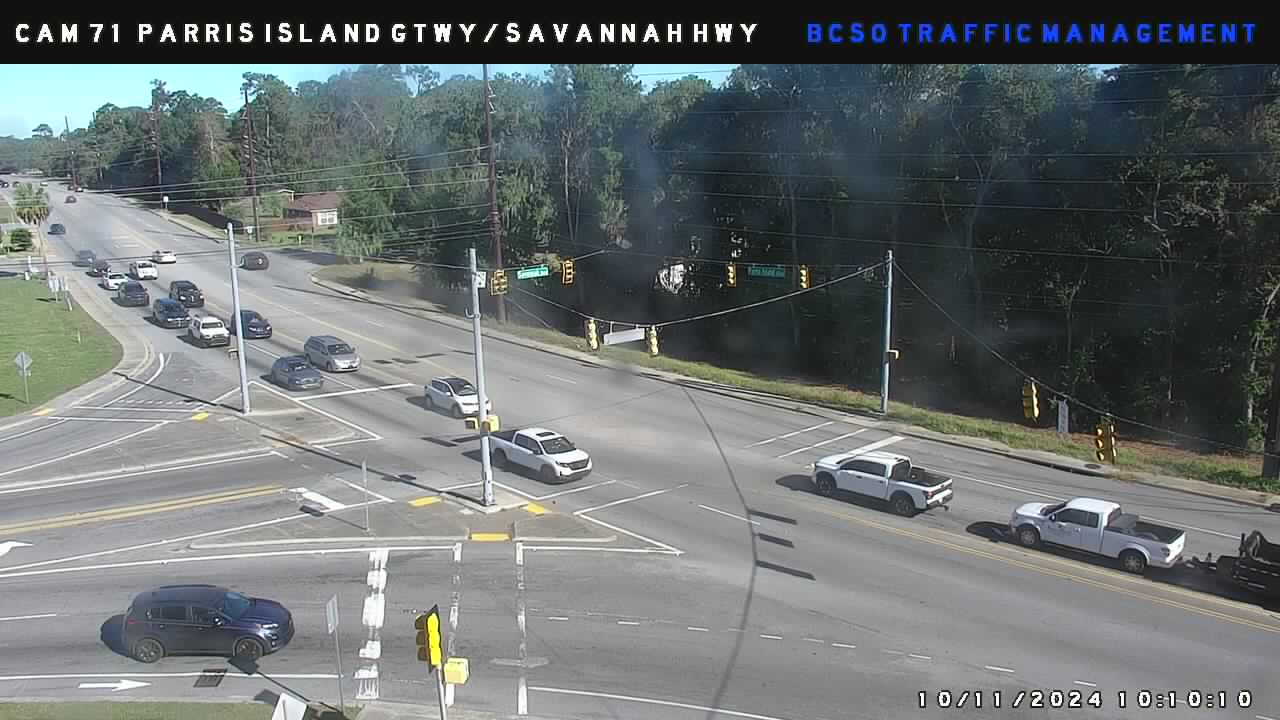 CAM 71 PARRIS ISLAND GTWY/SAVANNAH HWY BCSO TRAFFIC MANAGEMENT
10/11/2024 10:10:10